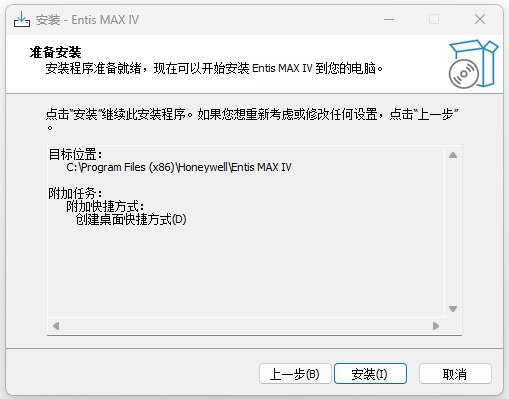 安装 - Entis MAX IV
准备安装
安装程序准备就绪，现在可以开始安装 Entis MAX IV 到您的电脑。
点击“安装”继续此安装程序。如果您想重新考虑或修改任何设置，点击“上一步”
。
目标位置：
C:\Program Files (x86)\Honeywell\Entis MAX IV
附加任务：
附加快捷方式：
创建桌面快捷方式(D)
上一步(B) 安装(I) 取消